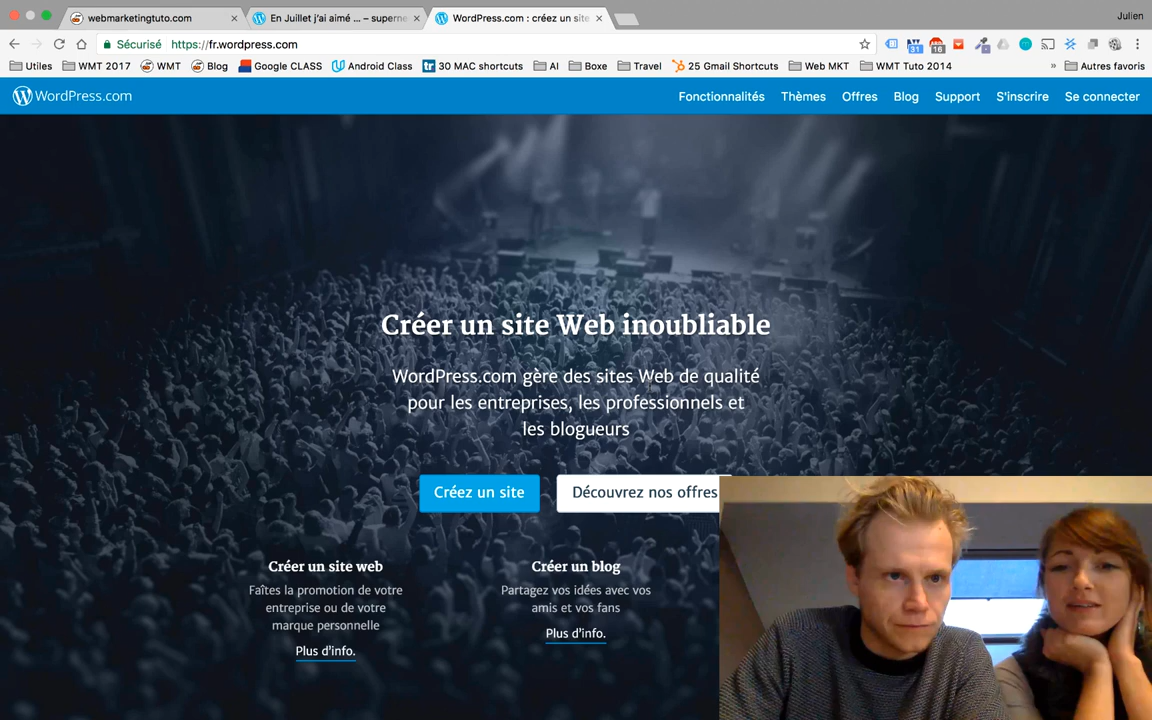 webmarketingtuto.com
En Juillet j'ai aimé ... – superne
WordPress.com : créez un site
Julien
Sécurisé https://fr.wordpress.com
31
16
Utiles WMT 2017 WMT Blog Google CLASS Android Class 30 MAC shortcuts AI Boxe Travel 25 Gmail Shortcuts Web MKT WMT Tuto 2014 » Autres favoris
WordPress.com
Fonctionnalités Thèmes Offres Blog Support S'inscrire Se connecter
Créer un site Web inoubliable
WordPress.com gère des sites Web de qualité
pour les entreprises, les professionnels et
les blogueurs
Créez un site
Découvrez nos offres
Créer un site web
Faîtes la promotion de votre
entreprise ou de votre
marque personnelle
Plus d'info.
Créer un blog
Partagez vos idées avec vos
amis et vos fans
Plus d'info.